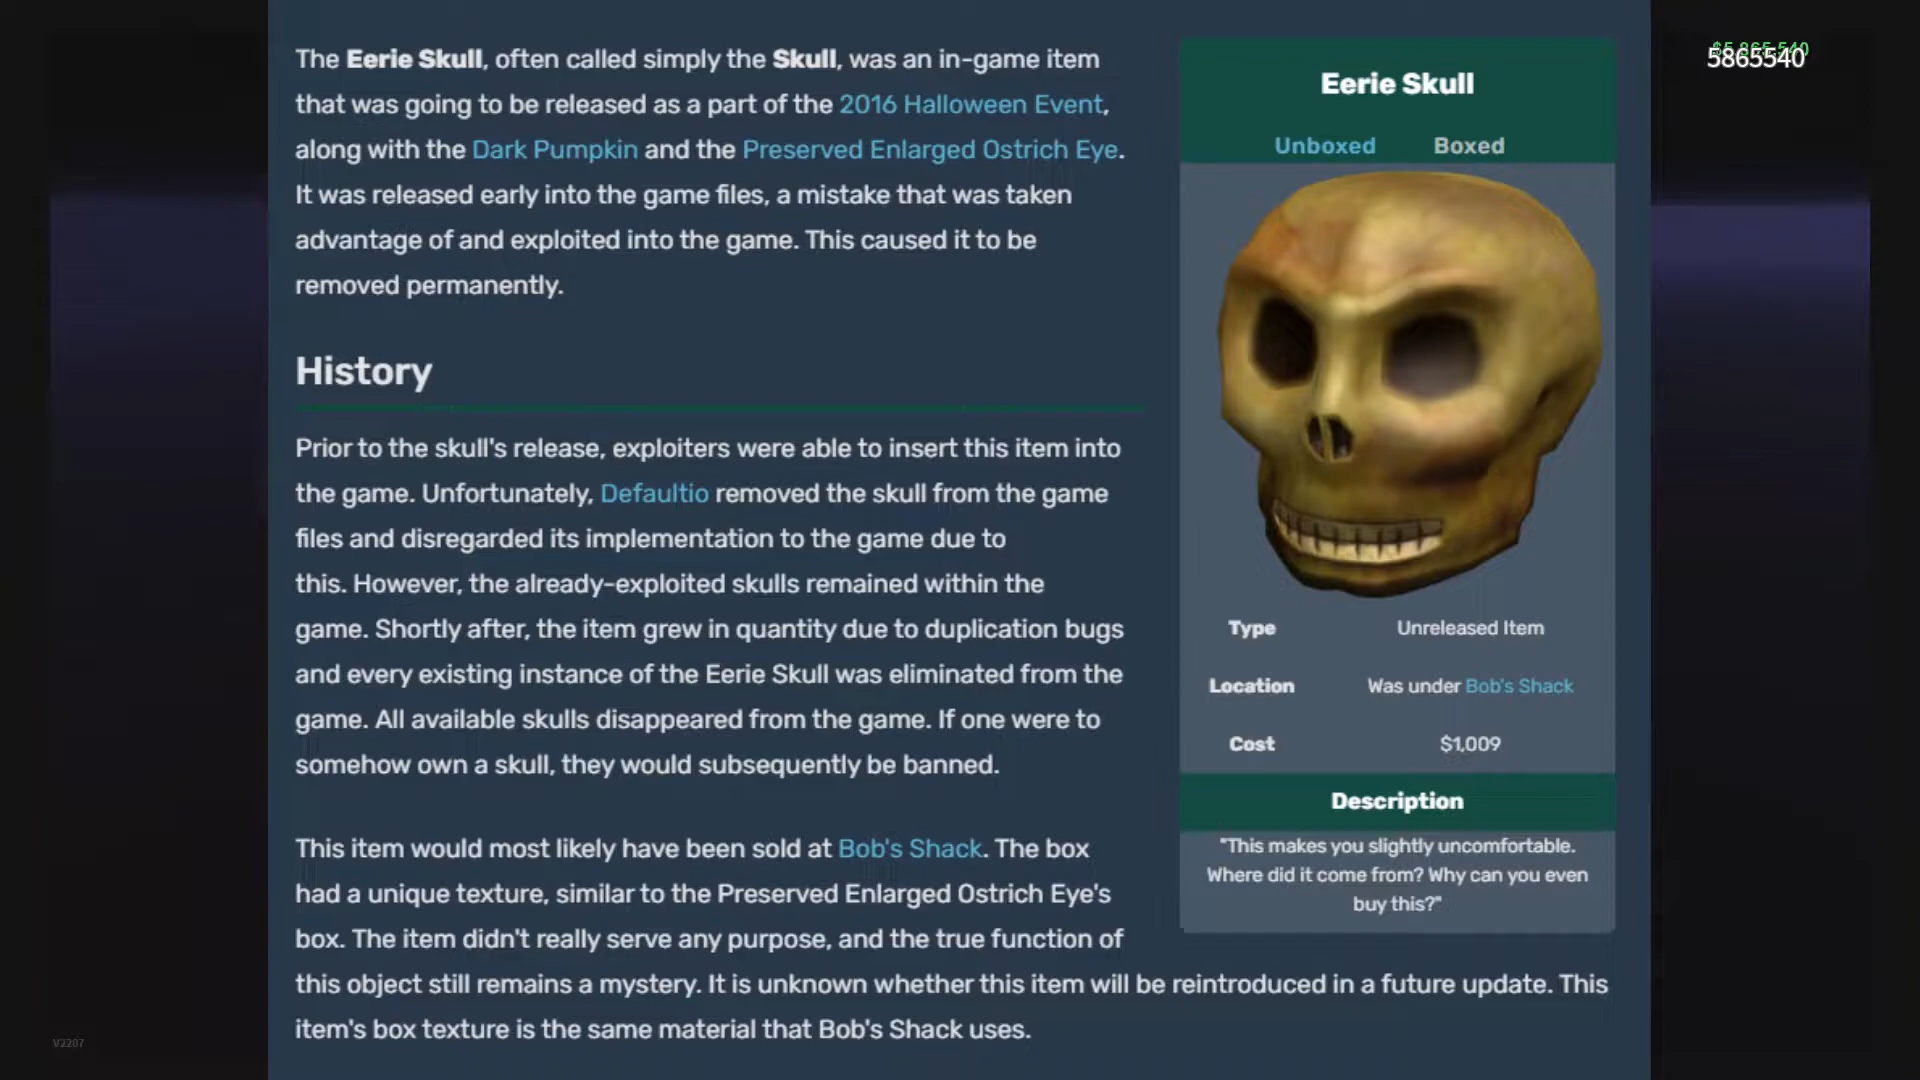 The Eerie Skull, often called simply the Skull, was an in-game item
that was going to be released as a part of the 2016 Halloween Event,
along with the Dark Pumpkin and the Preserved Enlarged Ostrich Eye.
It was released early into the game files, a mistake that was taken
advantage of and exploited into the game. This caused it to be
removed permanently.
History
Prior to the skull's release, exploiters were able to insert this item into
the game. Unfortunately, Defaultio removed the skull from the game
files and disregarded its implementation to the game due to
this. However, the already-exploited skulls remained within the
game. Shortly after, the item grew in quantity due to duplication bugs
and every existing instance of the Eerie Skull was eliminated from the
game. All available skulls disappeared from the game. If one were to
somehow own a skull, they would subsequently be banned.
This item would most likely have been sold at Bob's Shack. The box
had a unique texture, similar to the Preserved Enlarged Ostrich Eye's
box. The item didn't really serve any purpose, and the true function of
this object still remains a mystery. It is unknown whether this item will be reintroduced in a future update. This
item's box texture is the same material that Bob's Shack uses.
Eerie Skull
Unboxed Boxed
Type Unreleased Item
Location Was under Bob's Shack
Cost $1,009
Description
"This makes you slightly uncomfortable.
Where did it come from? Why can you even
buy this?"
$5,865,540
5865540
V2207